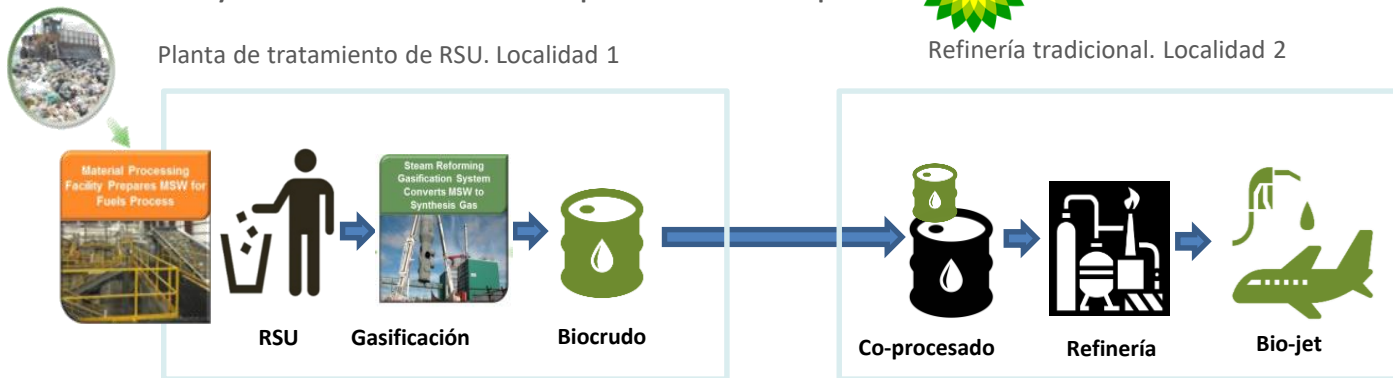 Planta de tratamiento de RSU. Localidad 1
Refinería tradicional. Localidad 2
Material Processing
Facility Prepares MSW for
Fuels Process
Steam Reforming
Gasification System
Converts MSW to
Synthesis Gas
RSU
Gasificación
Biocrudo
Co-procesado
Refinería
Bio-jet